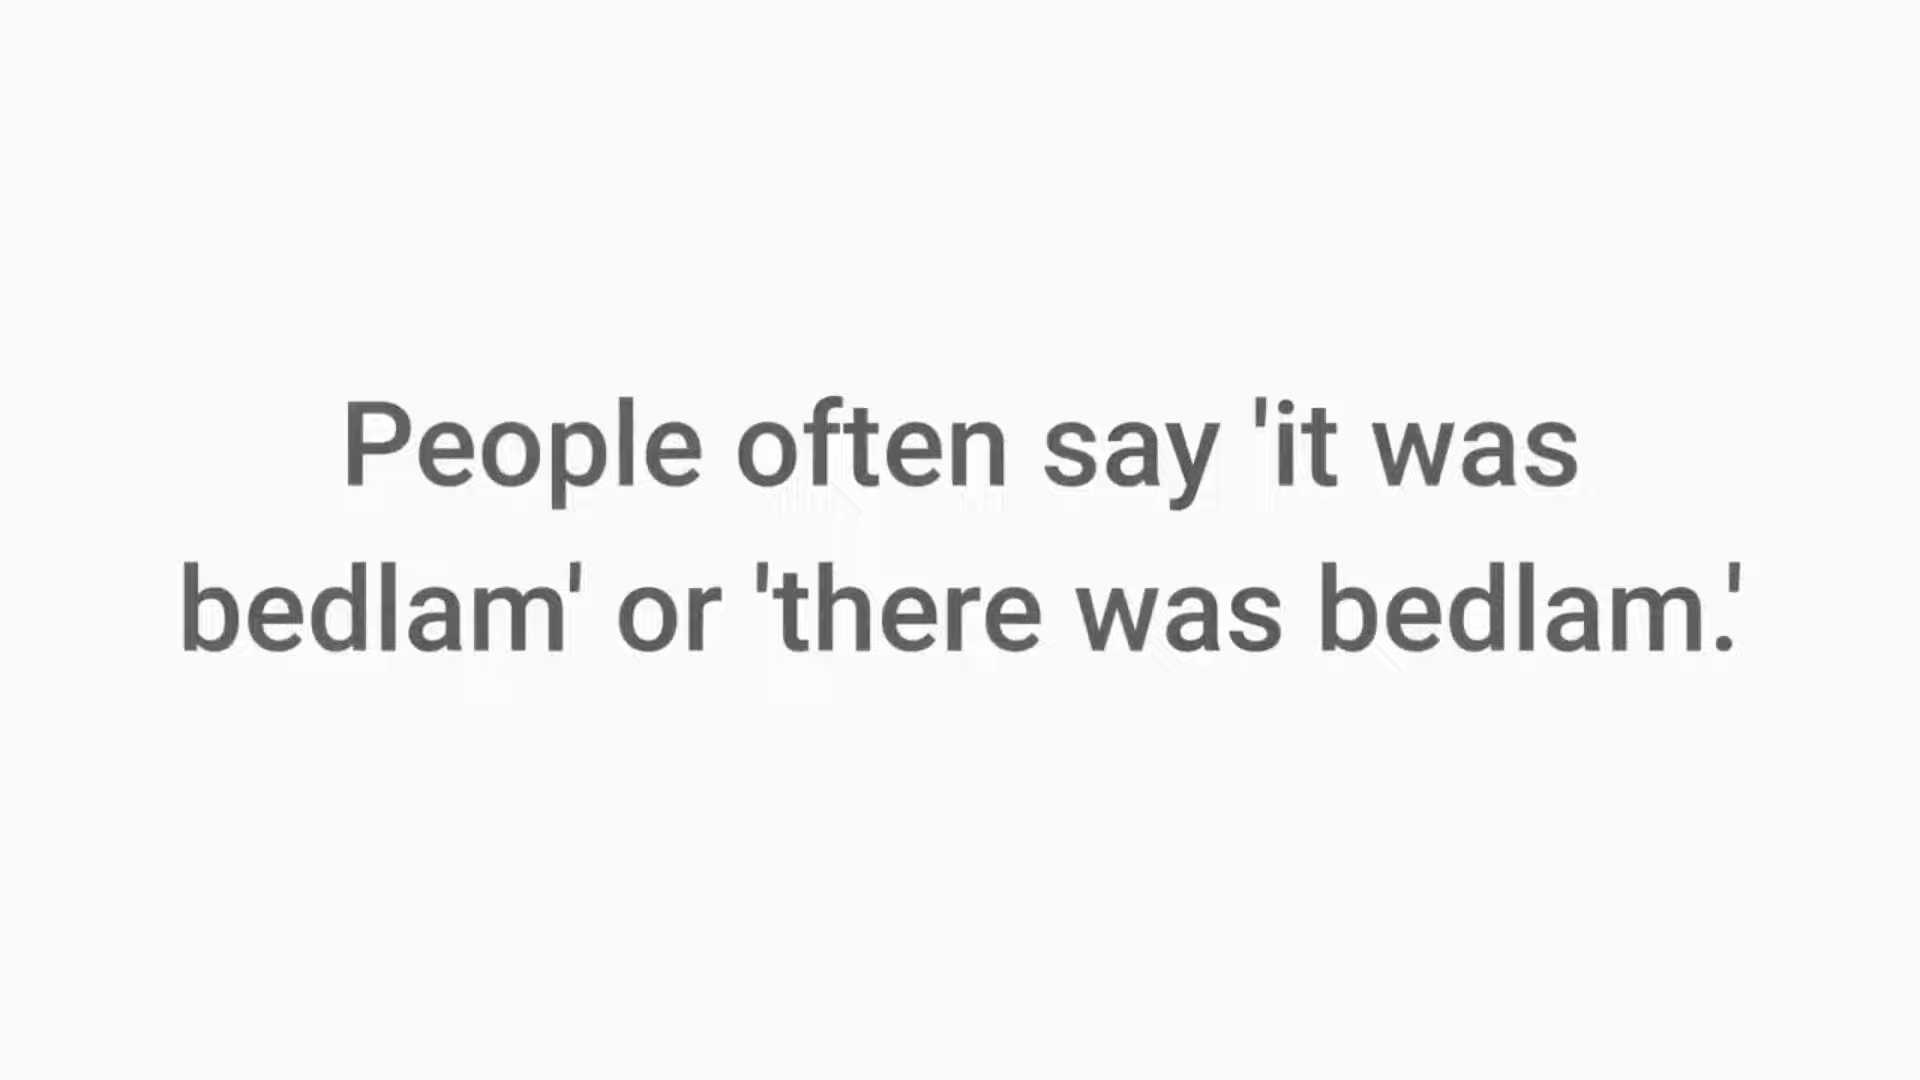 People often say 'it was
bedlam' or 'there was bedlam.'